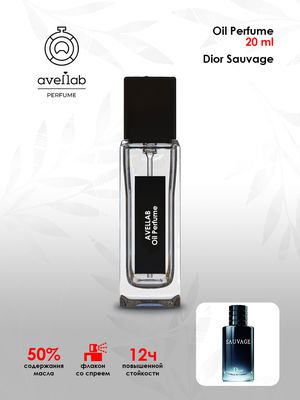 avellab
PERFUME
Oil Perfume
20 ml
Dior Sauvage
AVELLAB
Oil Perfume
SAUVAGE
50%
содержания
масла
флакон
со спреем
12ч
повышенной
стойкости